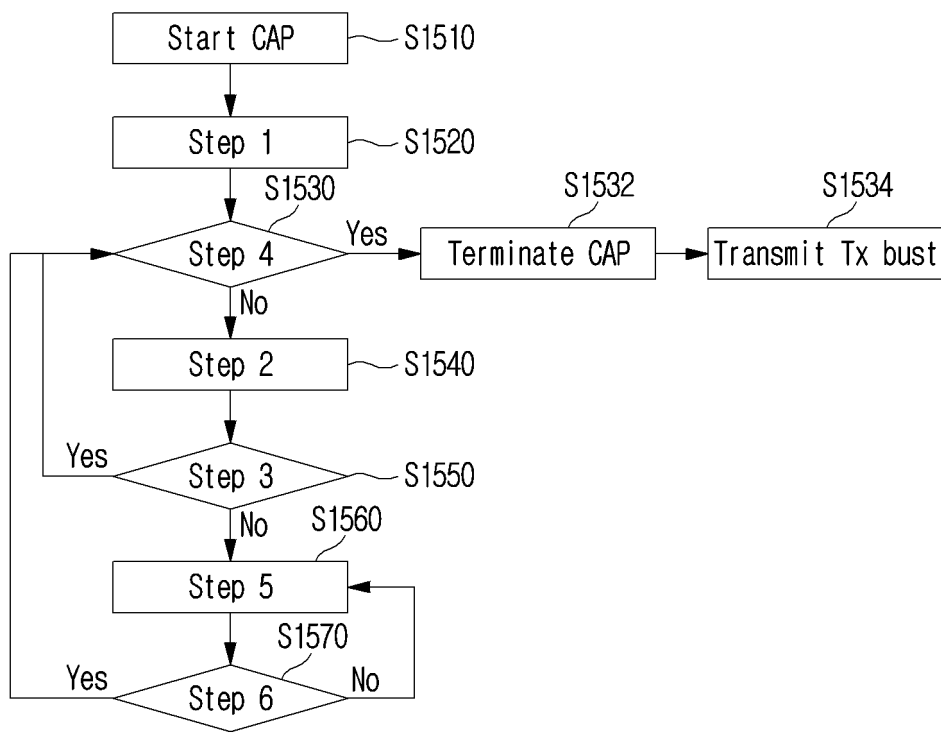 Start CAP
S1510
Step 1
S1520
S1530
Step 4
Yes
No
S1532
Terminate CAP
S1534
Transmit Tx bust
Step 2
S1540
Yes
Step 3
S1550
No
S1560
Step 5
S1570
Yes
Step 6
No